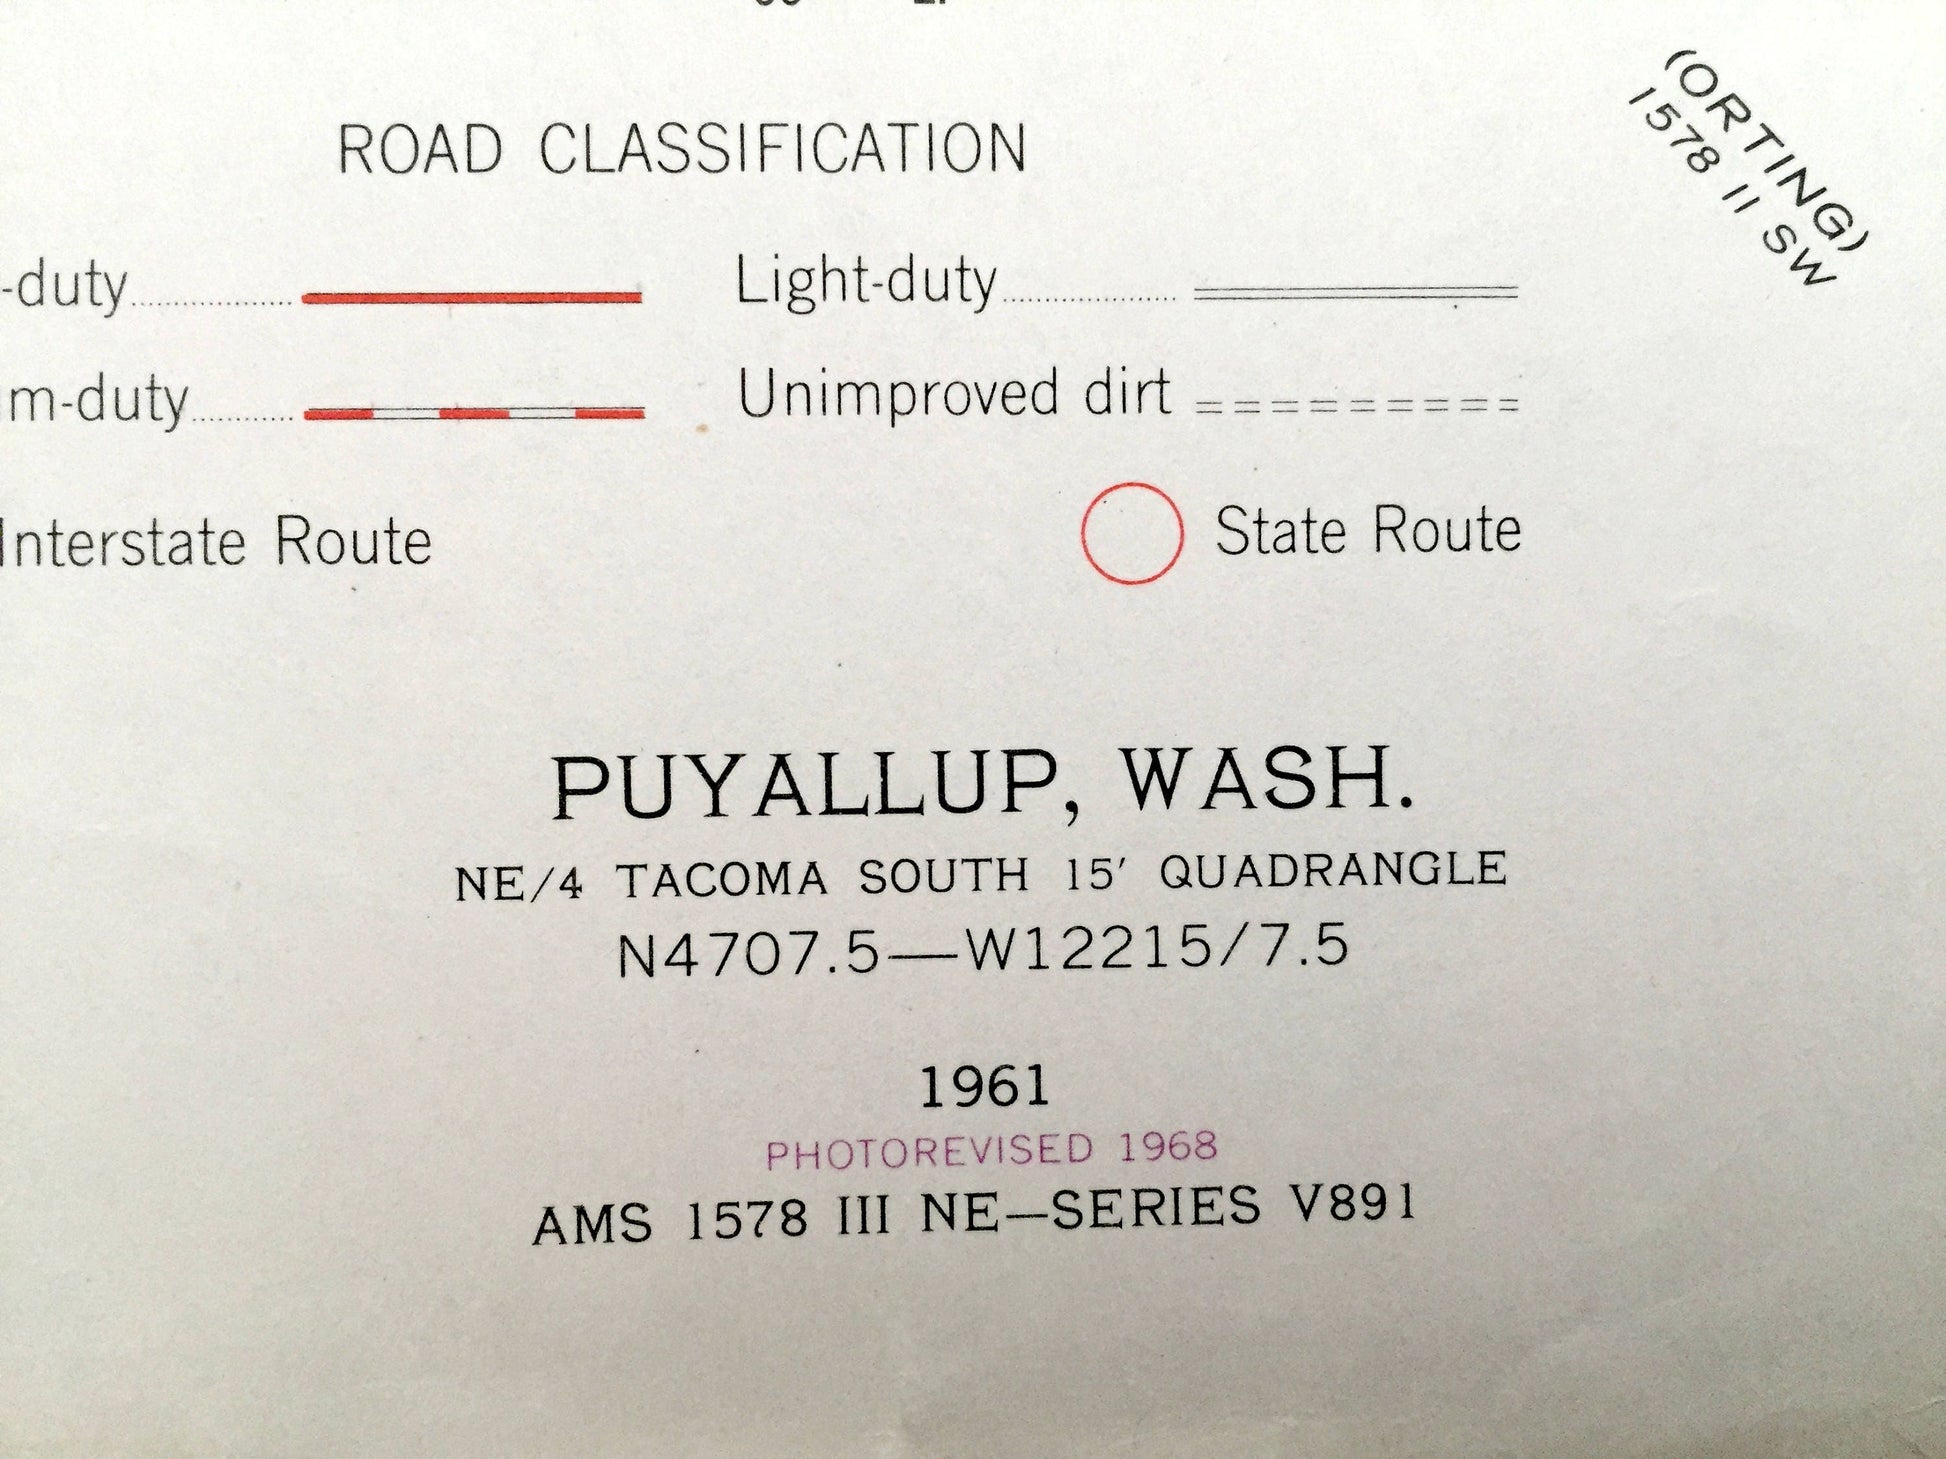 (ORTING)
1578 II SW
ROAD CLASSIFICATION
-duty
Light-duty
m-duty
Unimproved dirt
Interstate Route
State Route
PUYALLUP, WASH.
NE/4 TACOMA SOUTH 15′ QUADRANGLE
N4707.5—W12215/7.5
1961
PHOTOREVISED 1968
AMS 1578 III NE—SERIES V891